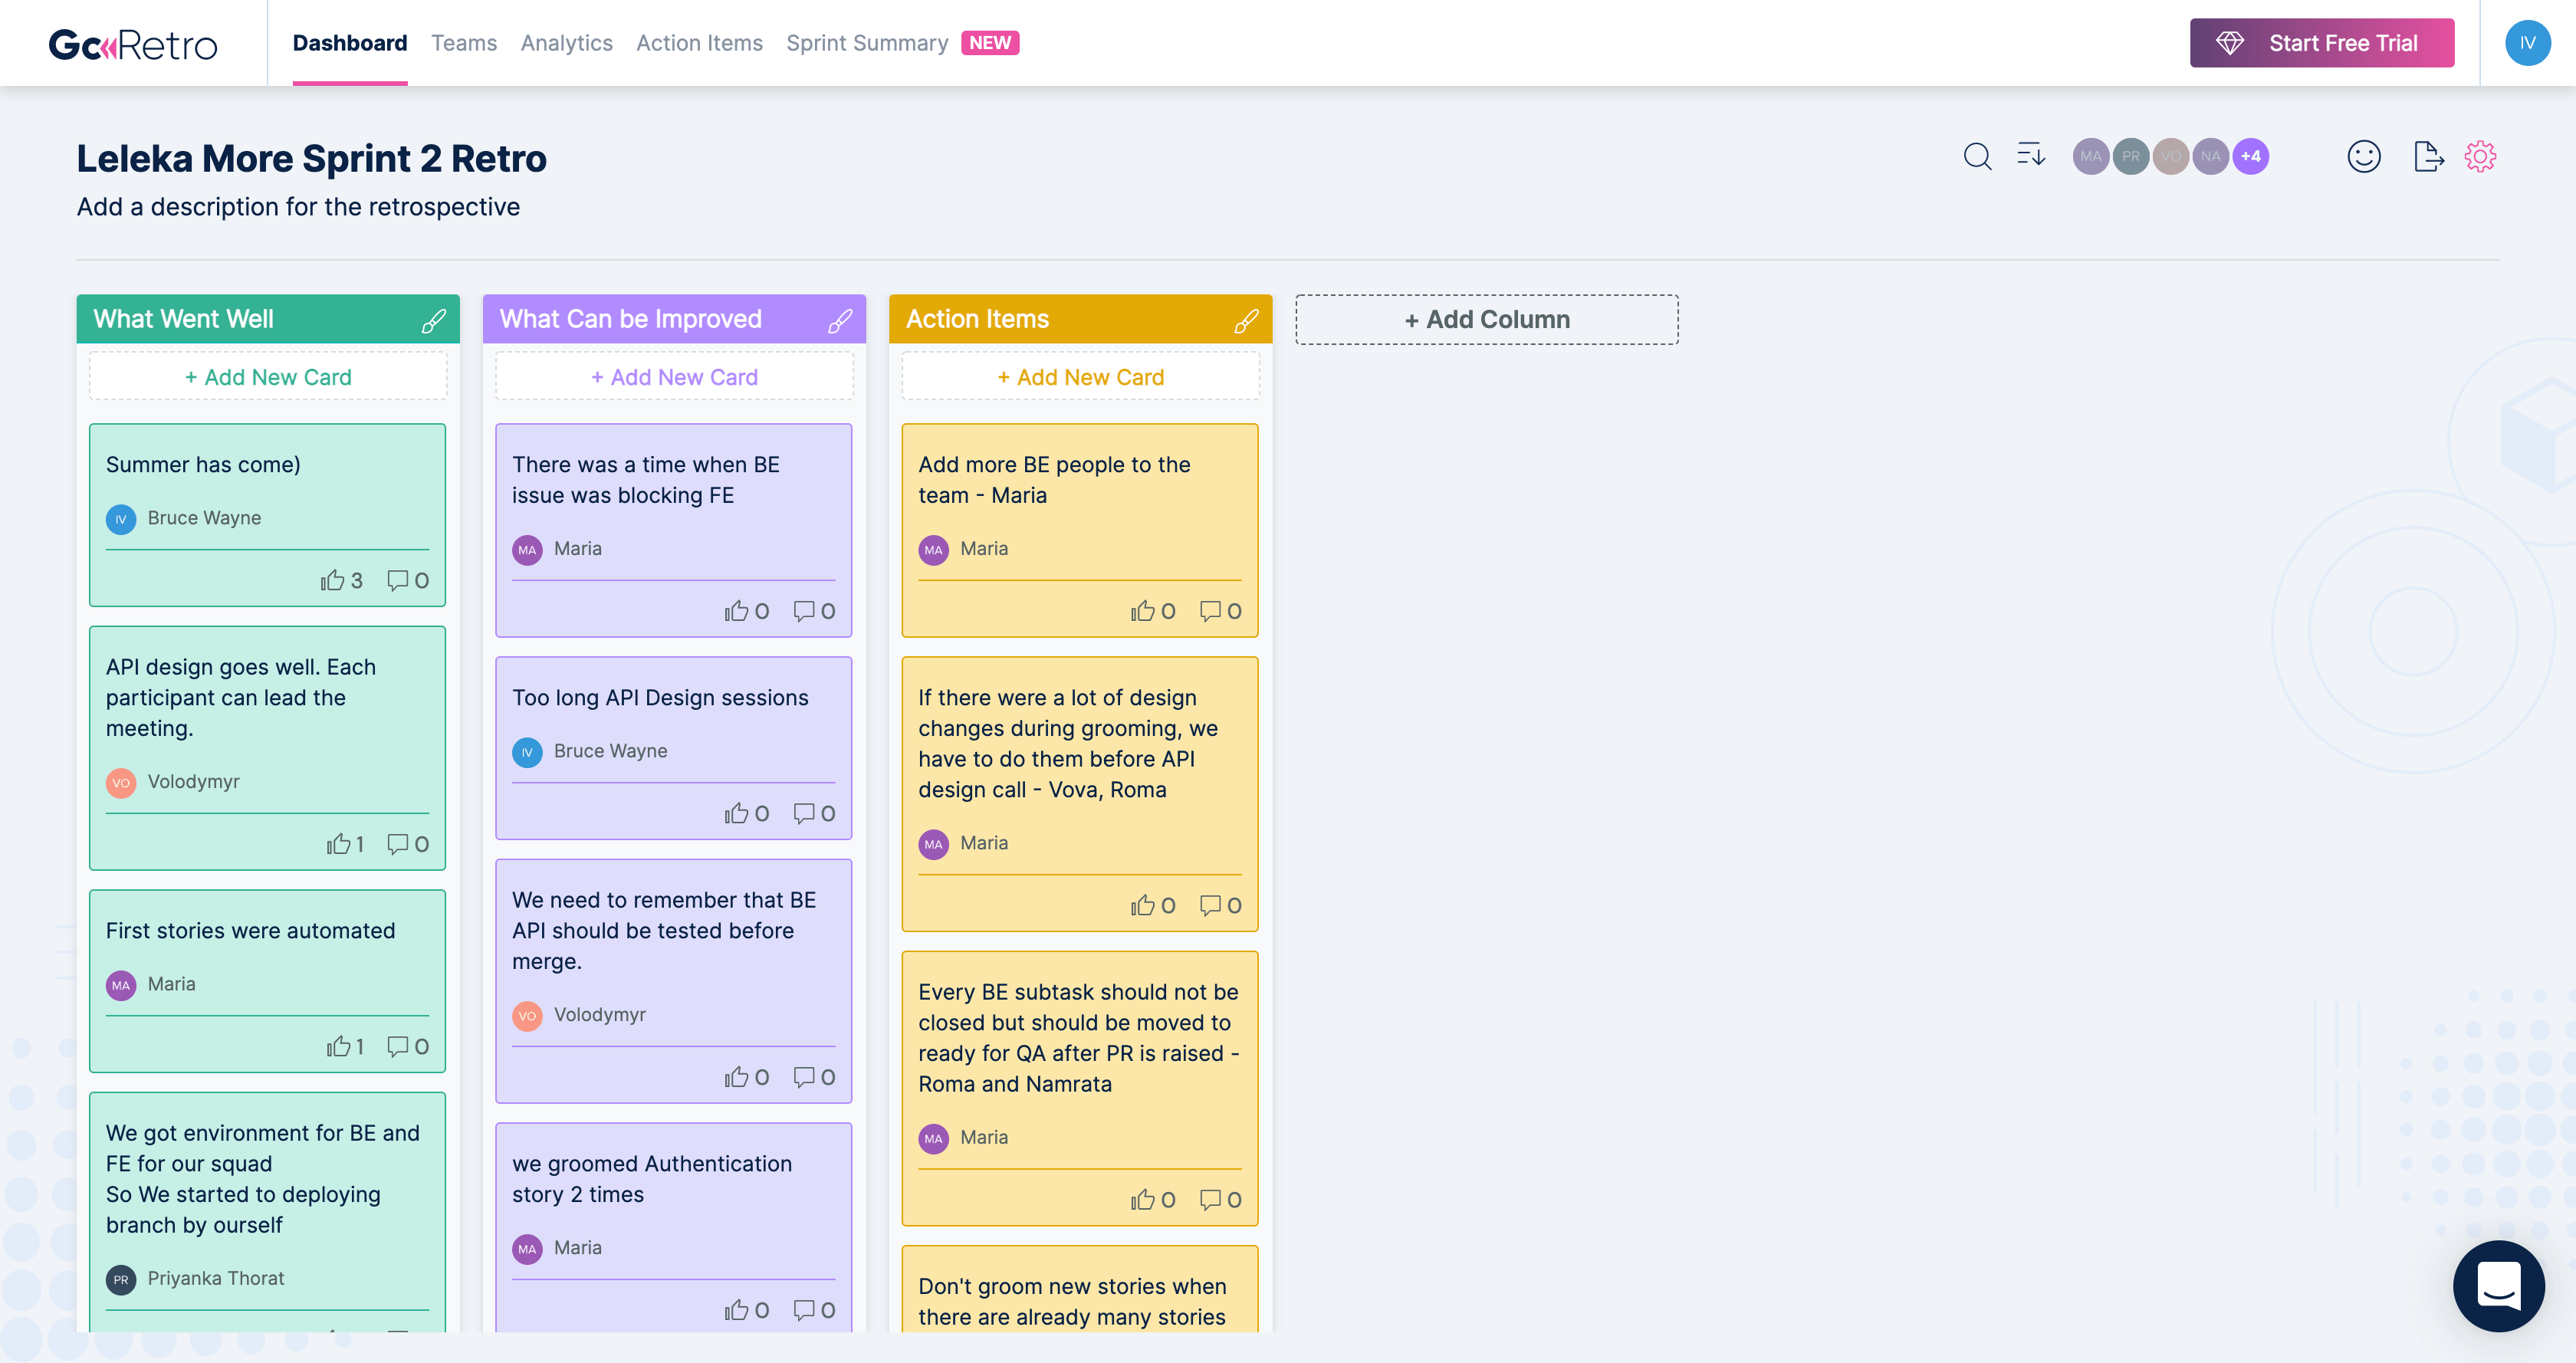 GoRetro
Dashboard
Teams
Analytics
Action Items
Sprint Summary
NEW
Start Free Trial
IV
Leleka More Sprint 2 Retro
Add a description for the retrospective
MA
PR
VO
NA
+4
What Went Well
+ Add New Card
Summer has come)
IV
Bruce Wayne
3
0
API design goes well. Each
participant can lead the
meeting.
VO
Volodymyr
1
0
First stories were automated
MA
Maria
1
0
We got environment for BE and
FE for our squad
So We started to deploying
branch by ourself
PR
Priyanka Thorat
What Can be Improved
+ Add New Card
There was a time when BE
issue was blocking FE
MA
Maria
0
0
Too long API Design sessions
IV
Bruce Wayne
0
0
We need to remember that BE
API should be tested before
merge.
VO
Volodymyr
0
0
we groomed Authentication
story 2 times
MA
Maria
0
0
Action Items
+ Add New Card
Add more BE people to the
team - Maria
MA
Maria
0
0
If there were a lot of design
changes during grooming, we
have to do them before API
design call - Vova, Roma
MA
Maria
0
0
Every BE subtask should not be
closed but should be moved to
ready for QA after PR is raised -
Roma and Namrata
MA
Maria
0
0
Don't groom new stories when
there are already many stories
+ Add Column